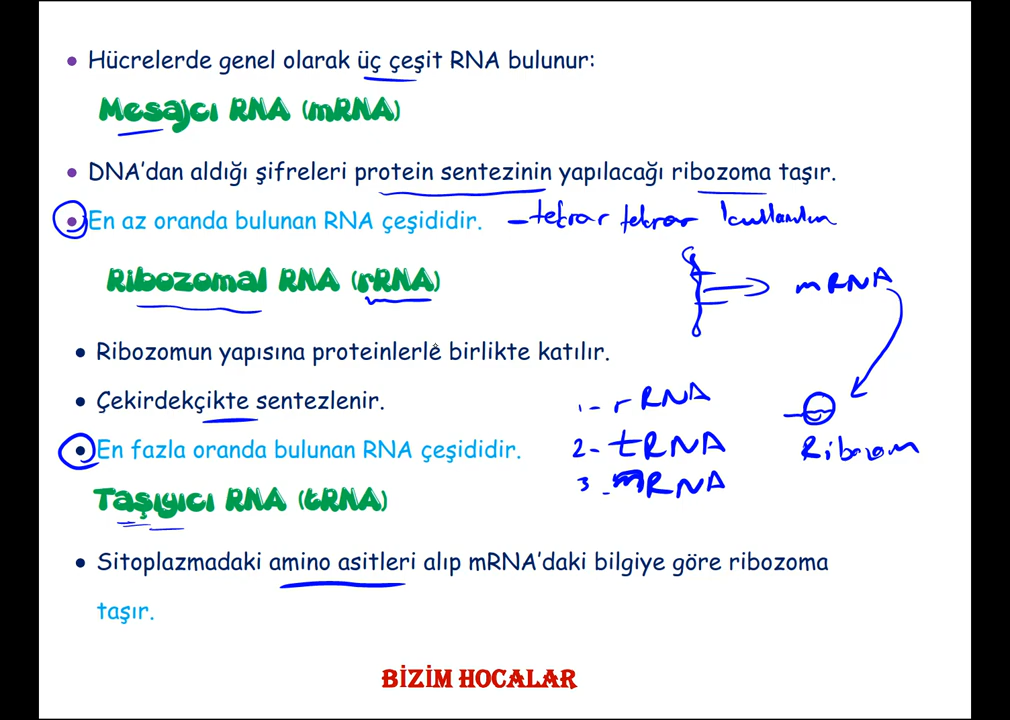 • Hücrelerde genel olarak üç çeşit RNA bulunur:
Mesajcı RNA (mRNA)
• DNA'dan aldığı şifreleri protein sentezinin yapılacağı ribozoma taşır.
• En az oranda bulunan RNA çeşididir. - tekrar tekrar
Ribozomal RNA (rRNA)
mRNA
• Ribozomun yapısına proteinlerle birlikte katılır.
• Çekirdekçikte sentezlenir.
1- rRNA
• En fazla oranda bulunan RNA çeşididir.
2- tRNA
Ribozom
3. mRNA
Taşıyıcı RNA (tRNA)
• Sitoplazmadaki amino asitleri alıp mRNA'daki bilgiye göre ribozoma
taşır.
BİZİM HOCALAR